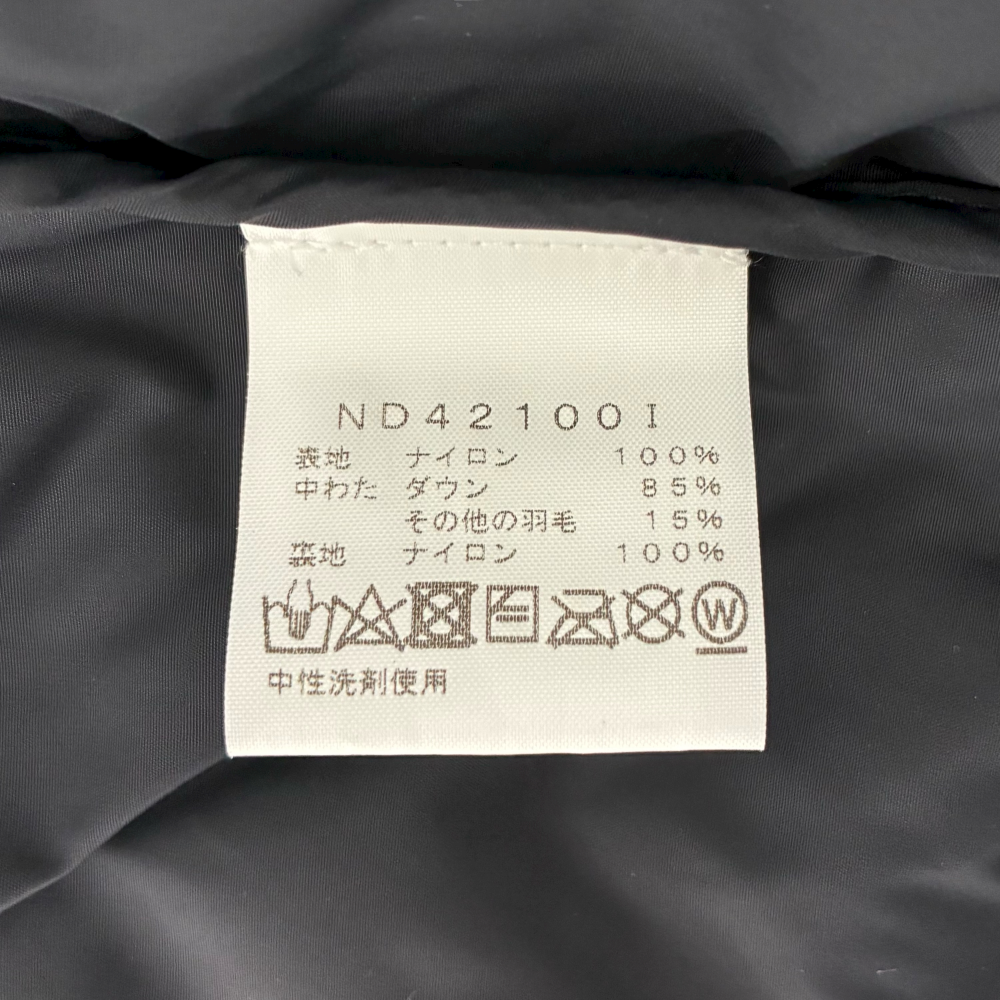 ND42100I
表地 ナイロン 100%
中わた ダウン 85%
その他の羽毛 15%
裏地 ナイロン 100%
W
中性洗剤使用